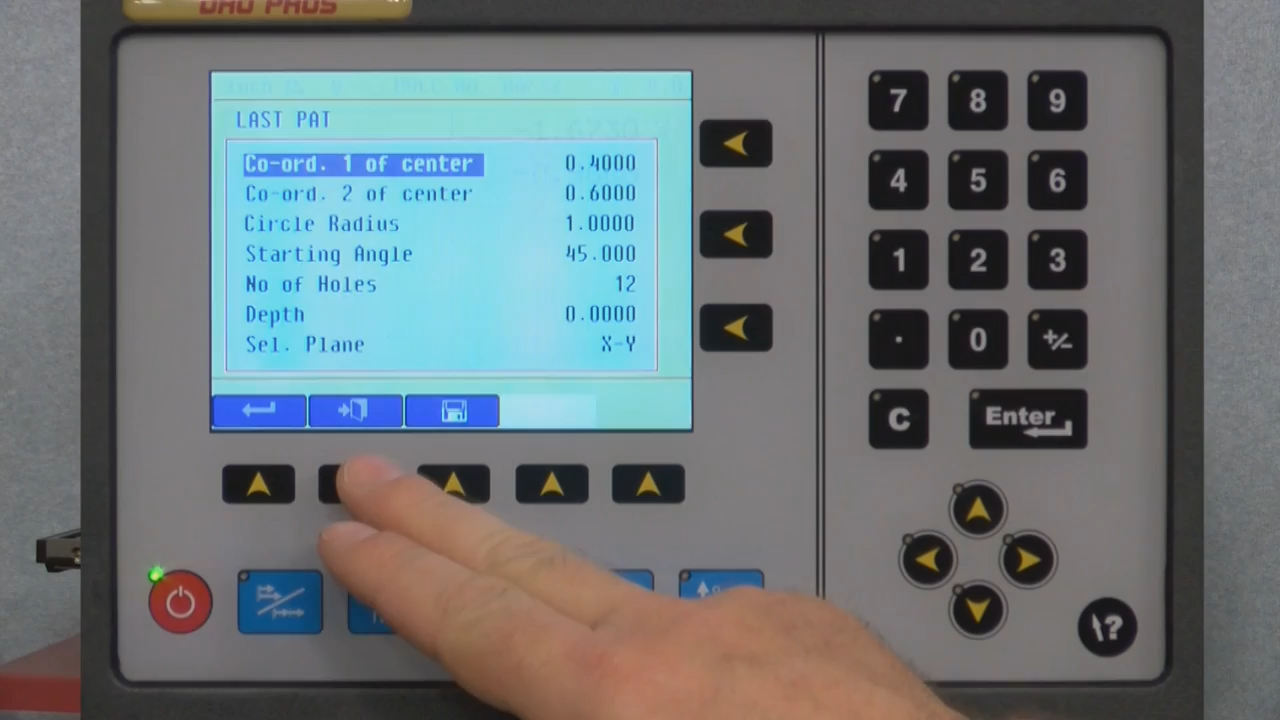 DRO PROS
LAST PAT
Co-ord. 1 of center 0.4000
Co-ord. 2 of center 0.6000
Circle Radius 1.0000
Starting Angle 45.000
No of Holes 12
Depth 0.0000
Sel. Plane X-Y
7 8 9
4 5 6
1 2 3
. 0 +/-
C Enter
?